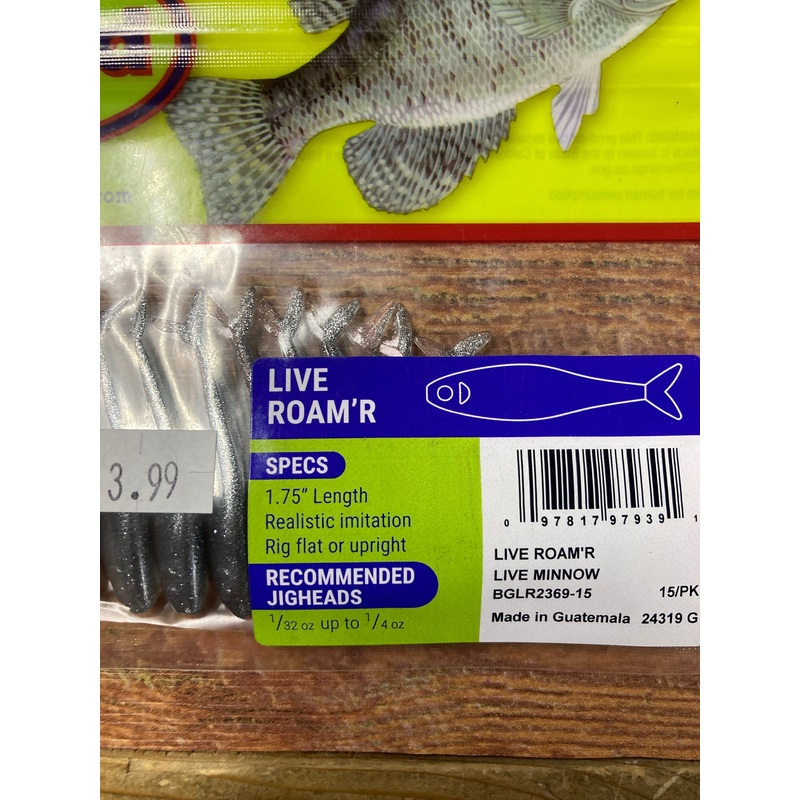 .com
LIVE
ROAM'R
3.99
SPECS
1.75" Length
Realistic imitation
Rig flat or upright
RECOMMENDED
JIGHEADS
1/32 oz up to 1/4 oz
0 97817 97939 1
LIVE ROAM'R
LIVE MINNOW
BGLR2369-15 15/PK
Made in Guatemala 24319 G